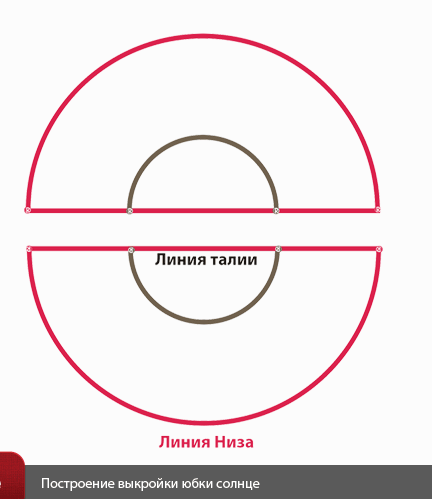 Линия талии
Линия Низа
Построение выкройки юбки солнце